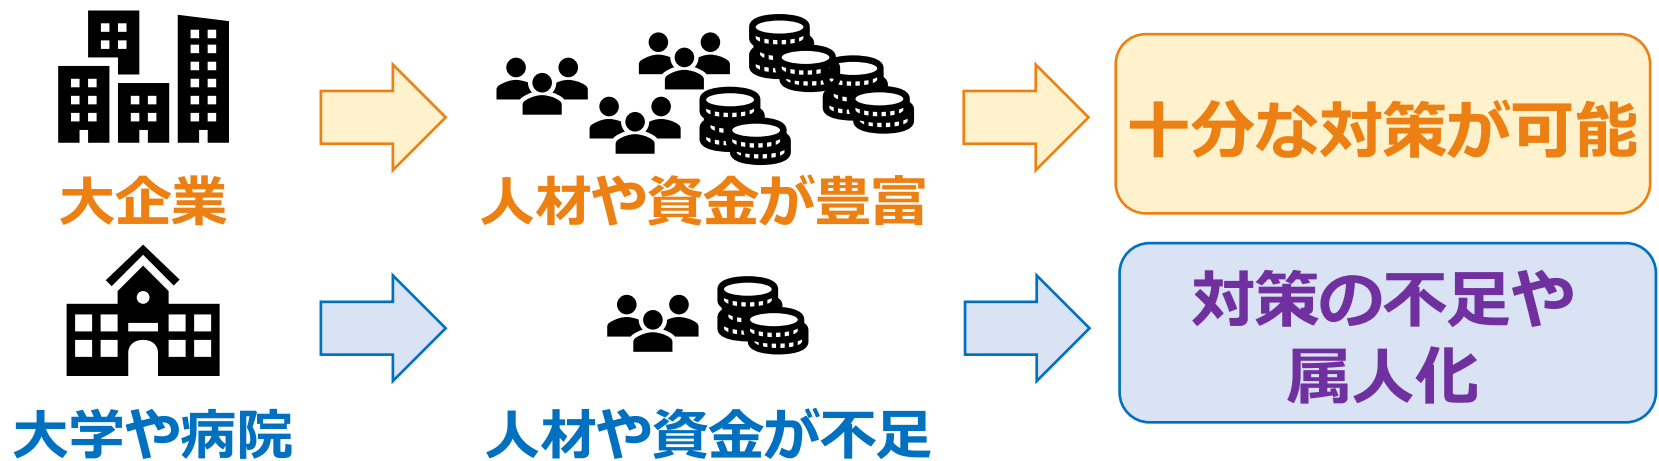 大企業
人材や資金が豊富
十分な対策が可能
大学や病院
人材や資金が不足
対策の不足や
属人化